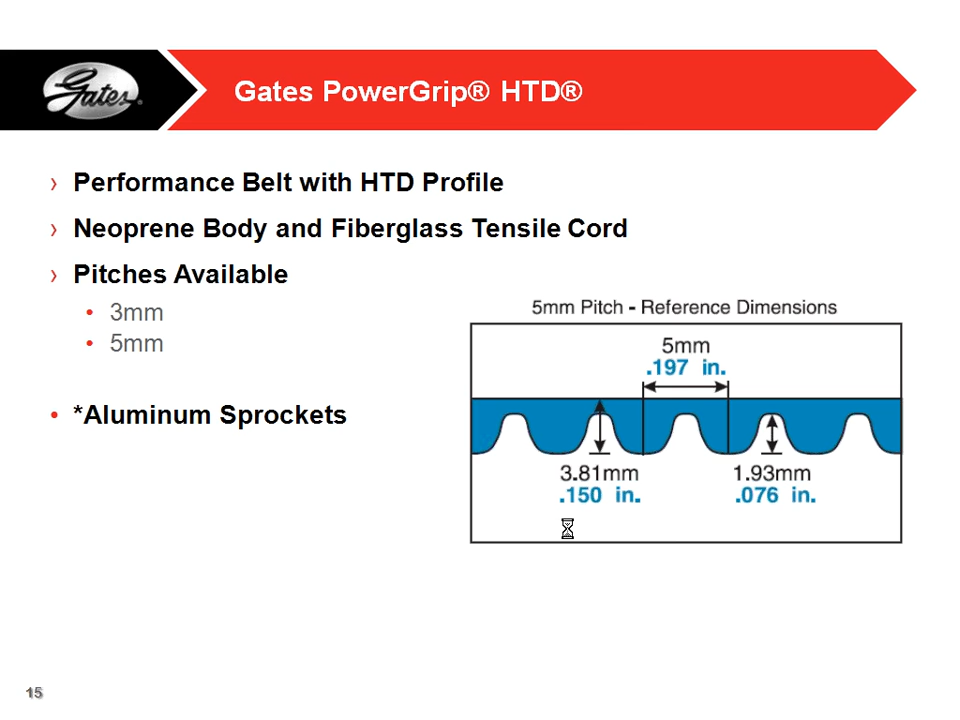 Gates
Gates PowerGrip® HTD®
› Performance Belt with HTD Profile
› Neoprene Body and Fiberglass Tensile Cord
› Pitches Available
• 3mm
• 5mm
• *Aluminum Sprockets
5mm Pitch - Reference Dimensions
5mm
.197 in.
3.81mm
.150 in.
1.93mm
.076 in.
15